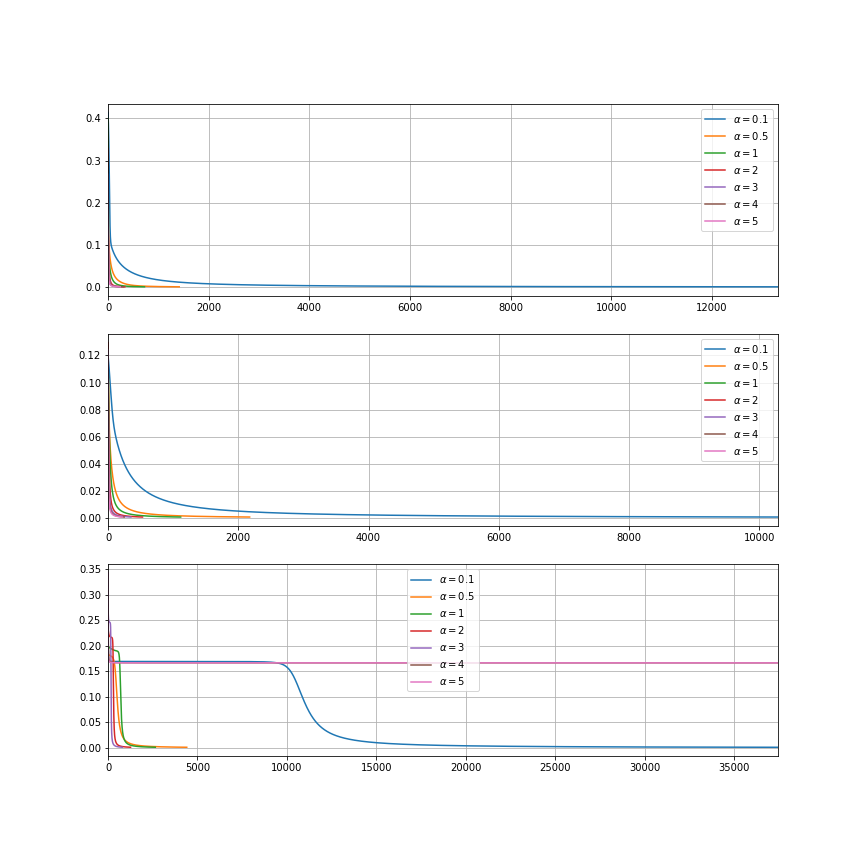 0.4
0.3
0.2
0.1
0.0
0 2000 4000 6000 8000 10000 12000
α = 0.1
α = 0.5
α = 1
α = 2
α = 3
α = 4
α = 5
0.12
0.10
0.08
0.06
0.04
0.02
0.00
0 2000 4000 6000 8000 10000
α = 0.1
α = 0.5
α = 1
α = 2
α = 3
α = 4
α = 5
0.35
0.30
0.25
0.20
0.15
0.10
0.05
0.00
0 5000 10000 15000 20000 25000 30000 35000
α = 0.1
α = 0.5
α = 1
α = 2
α = 3
α = 4
α = 5